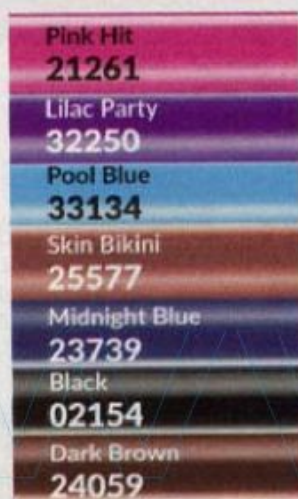 Pink Hit
21261
Lilac Party
32250
Pool Blue
33134
Skin Bikini
25577
Midnight Blue
23739
Black
02154
Dark Brown
24059